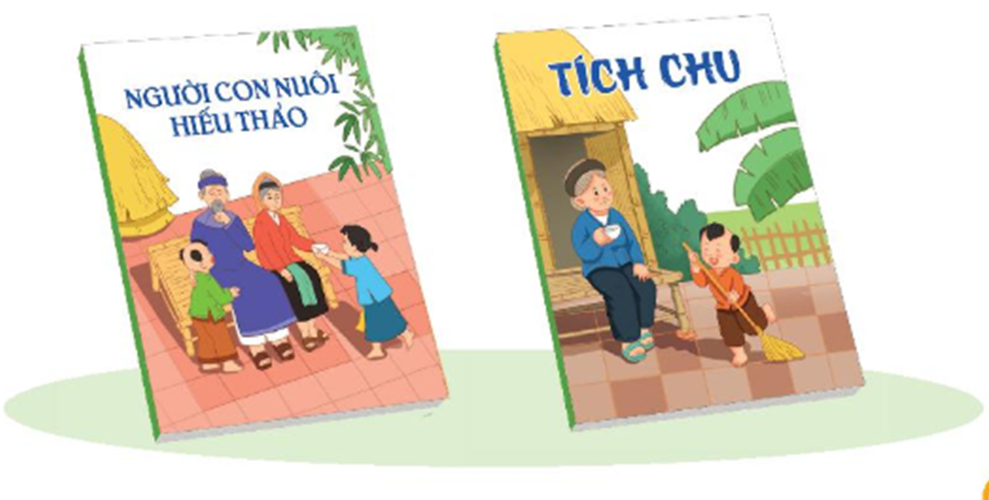 NGƯỜI CON NUÔI
HIẾU THẢO
TÍCH CHU